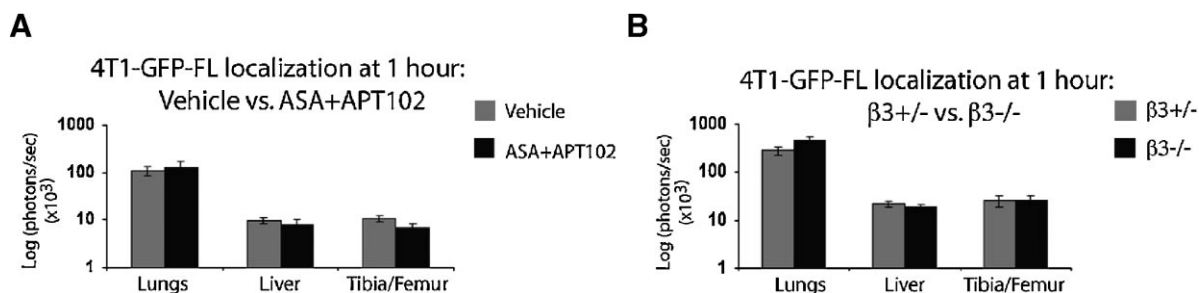 A
4T1-GFP-FL localization at 1 hour:
Vehicle vs. ASA+APT102
Vehicle
ASA+APT102
Log (photons/sec)
(x10³)
1000
100
10
1
Lungs
Liver
Tibia/Femur
B
4T1-GFP-FL localization at 1 hour:
β3+/- vs. β3-/-
β3+/-
β3-/-
Log (photons/sec)
(x10³)
1000
100
10
1
Lungs
Liver
Tibia/Femur